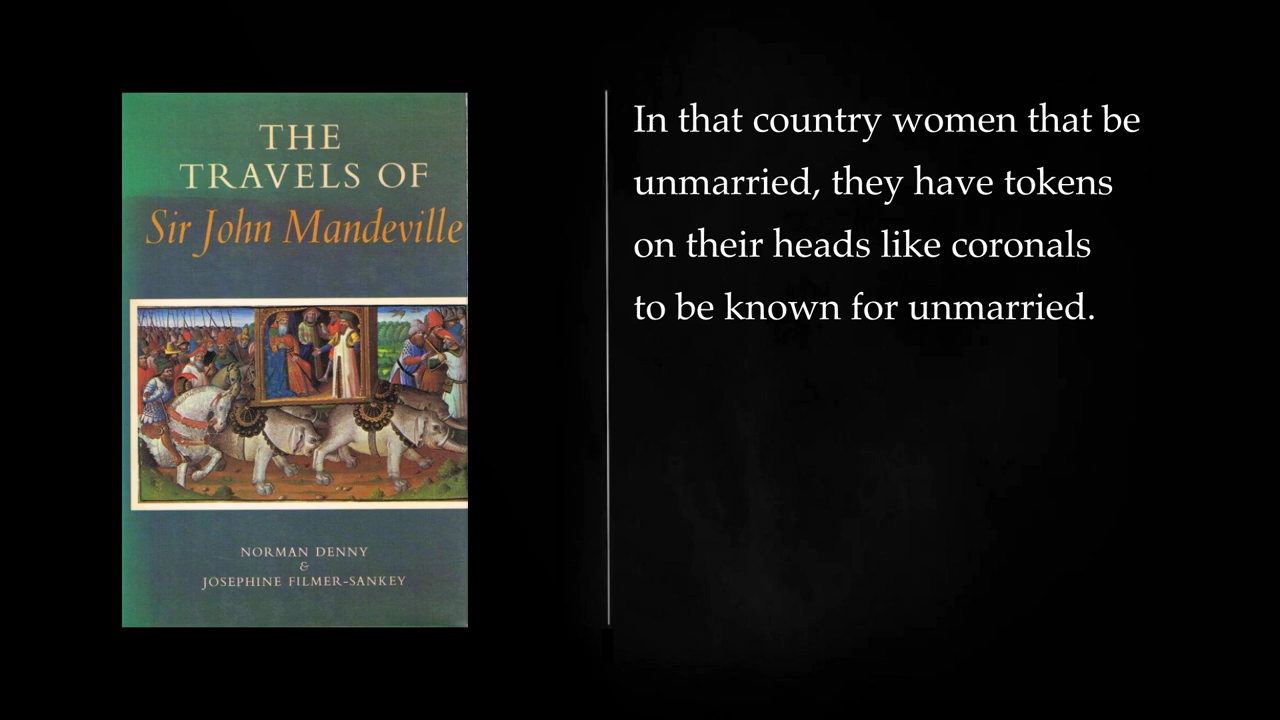 THE
TRAVELS OF
Sir John Mandeville
NORMAN DENNY
&
JOSEPHINE FILMER-SANKEY
In that country women that be
unmarried, they have tokens
on their heads like coronals
to be known for unmarried.